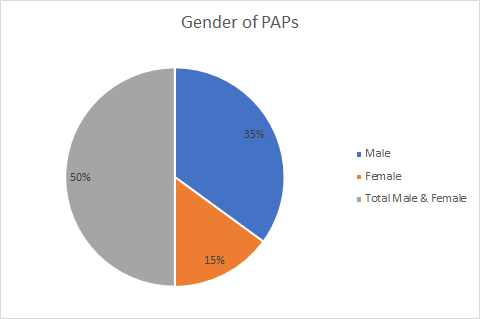 Gender of PAPs
35%
50%
15%
Male
Female
Total Male & Female